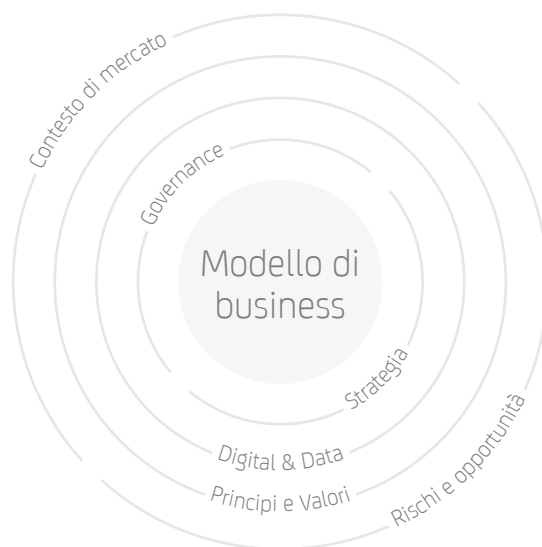 Contesto di mercato
Governance
Modello di
business
Strategia
Digital & Data
Principi e Valori
Rischi e opportunità